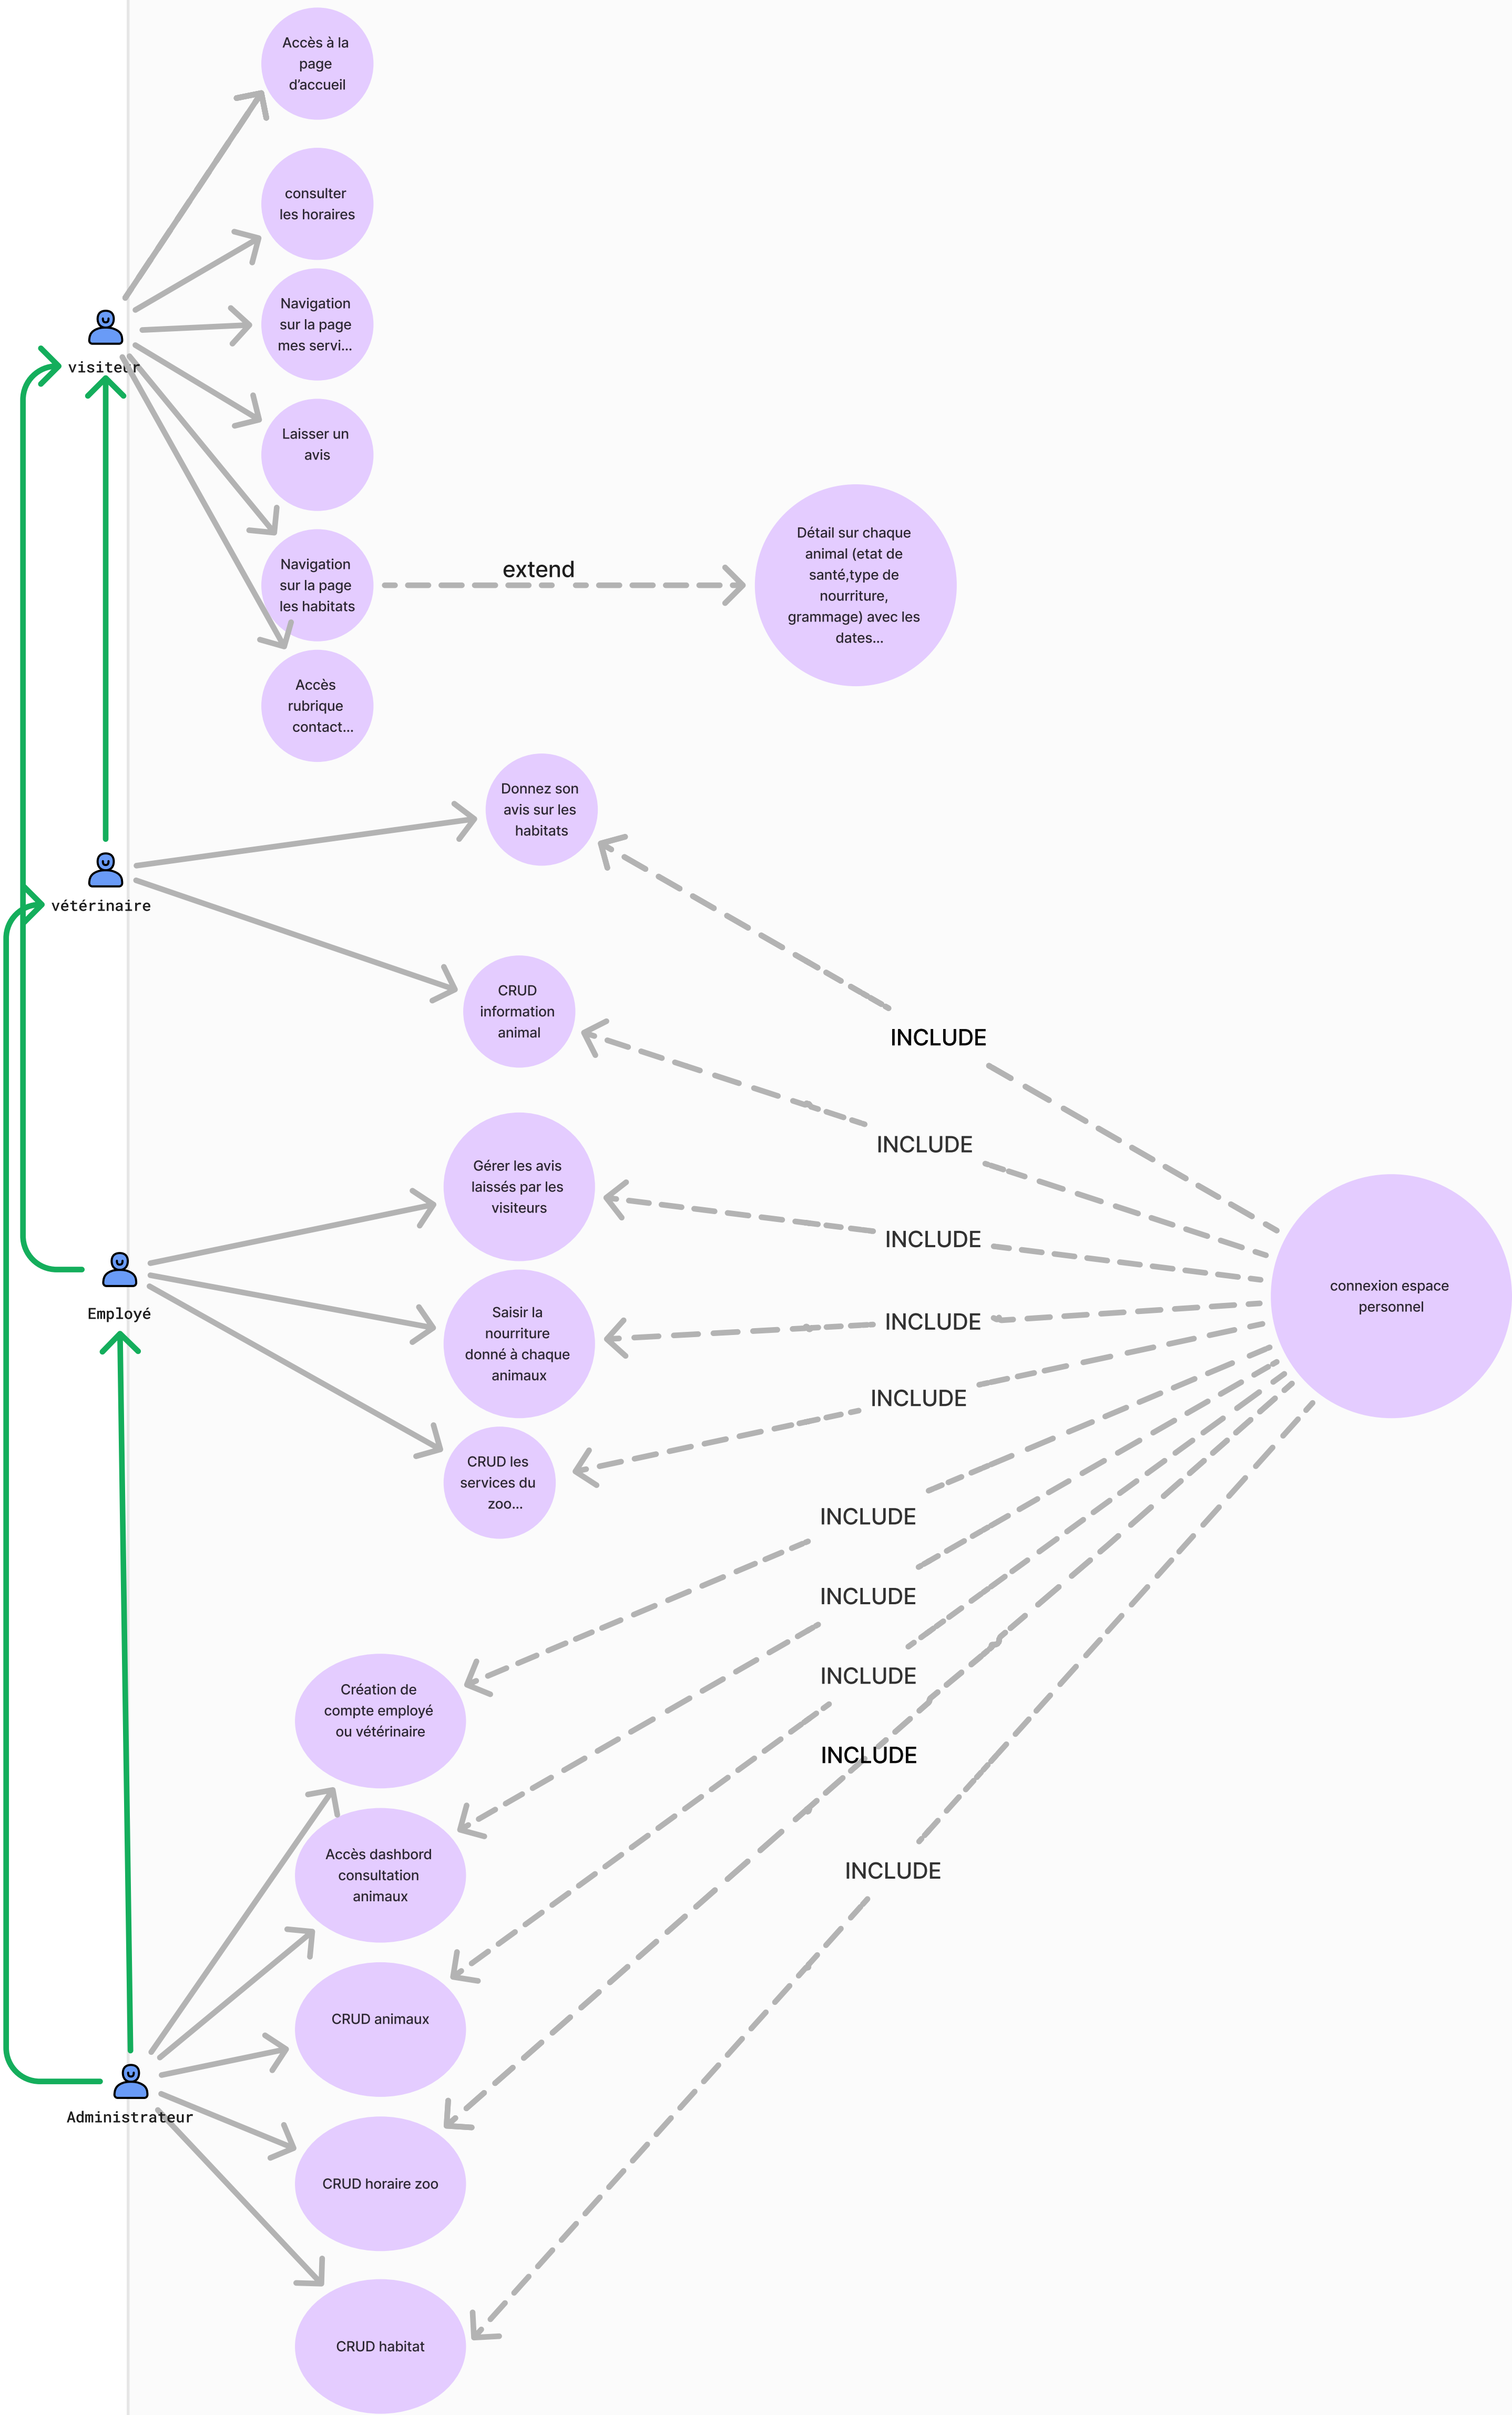 Accès à la
page
d'accueil
consulter
les horaires
Navigation
sur la page
mes servi...
visiteur
Laisser un
avis
Navigation
sur la page
les habitats
extend
Détail sur chaque
animal (etat de
santé,type de
nourriture,
grammage) avec les
dates...
Accès
rubrique
contact...
Donnez son
avis sur les
habitats
vétérinaire
CRUD
information
animal
INCLUDE
INCLUDE
Gérer les avis
laissés par les
visiteurs
INCLUDE
connexion espace
personnel
Employé
Saisir la
nourriture
donné à chaque
animaux
INCLUDE
INCLUDE
CRUD les
services du
zoo...
INCLUDE
INCLUDE
INCLUDE
Création de
compte employé
ou vétérinaire
INCLUDE
Accès dashbord
consultation
animaux
INCLUDE
CRUD animaux
Administrateur
CRUD horaire zoo
CRUD habitat